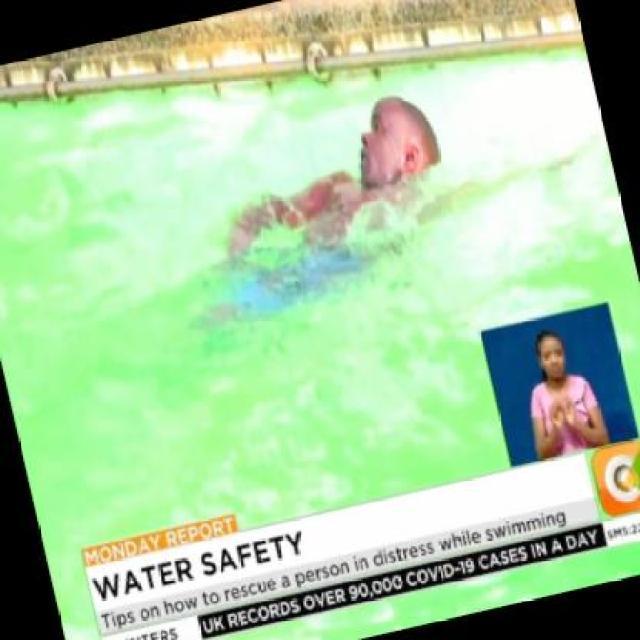 MONDAY REPORT
WATER SAFETY
Tips on how to rescue a person in distress while swimming
UK RECORDS OVER 90,000 COVID-19 CASES IN A DAY